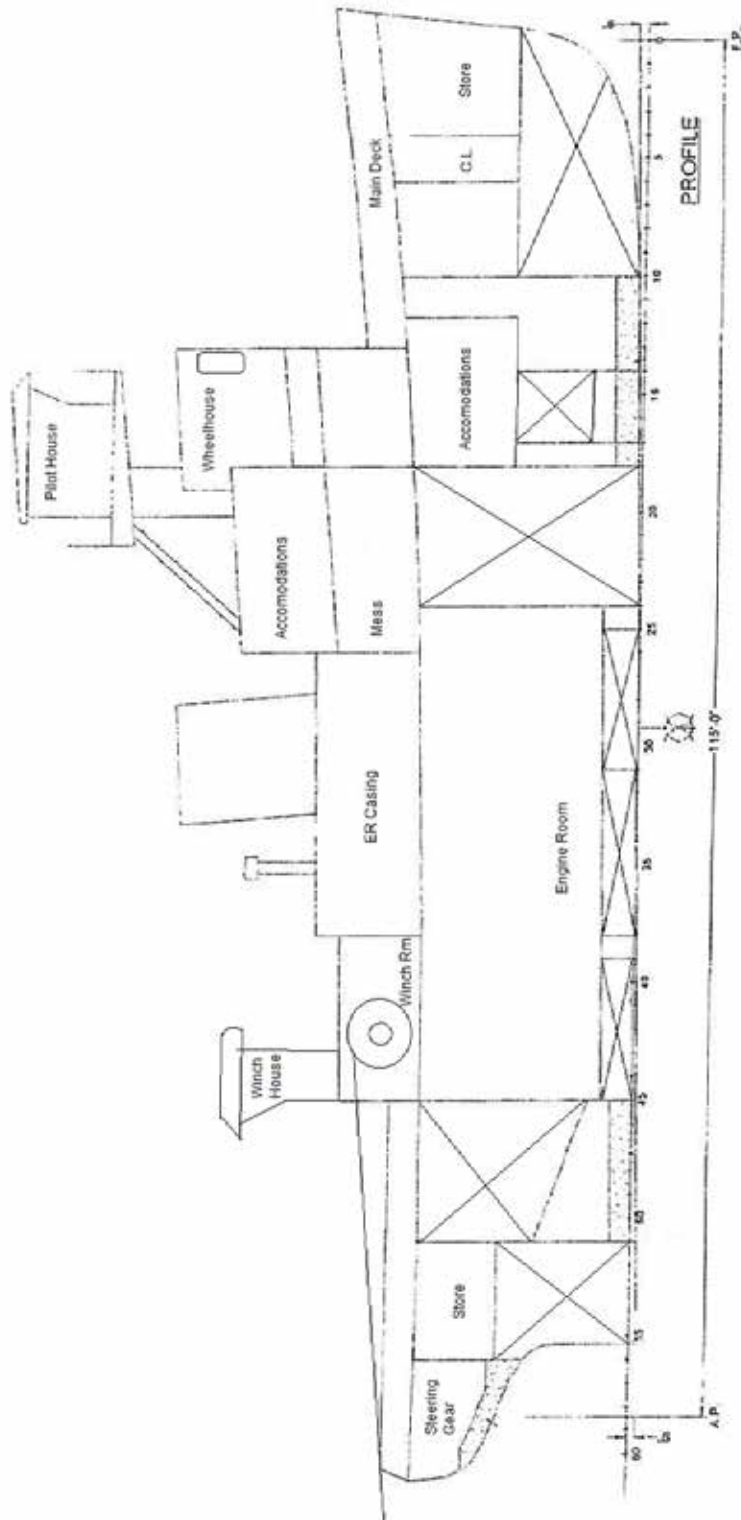 Pilot House
Wheelhouse
Accomodations
Mess
Main Deck
Store
C.L.
Accomodations
ER Casing
Engine Room
Winch
House
Winch Rm
Store
Steering
Gear
60
55
50
45
40
35
30
25
20
15
10
5
0
A.P.
115'-0"
F.P.
PROFILE